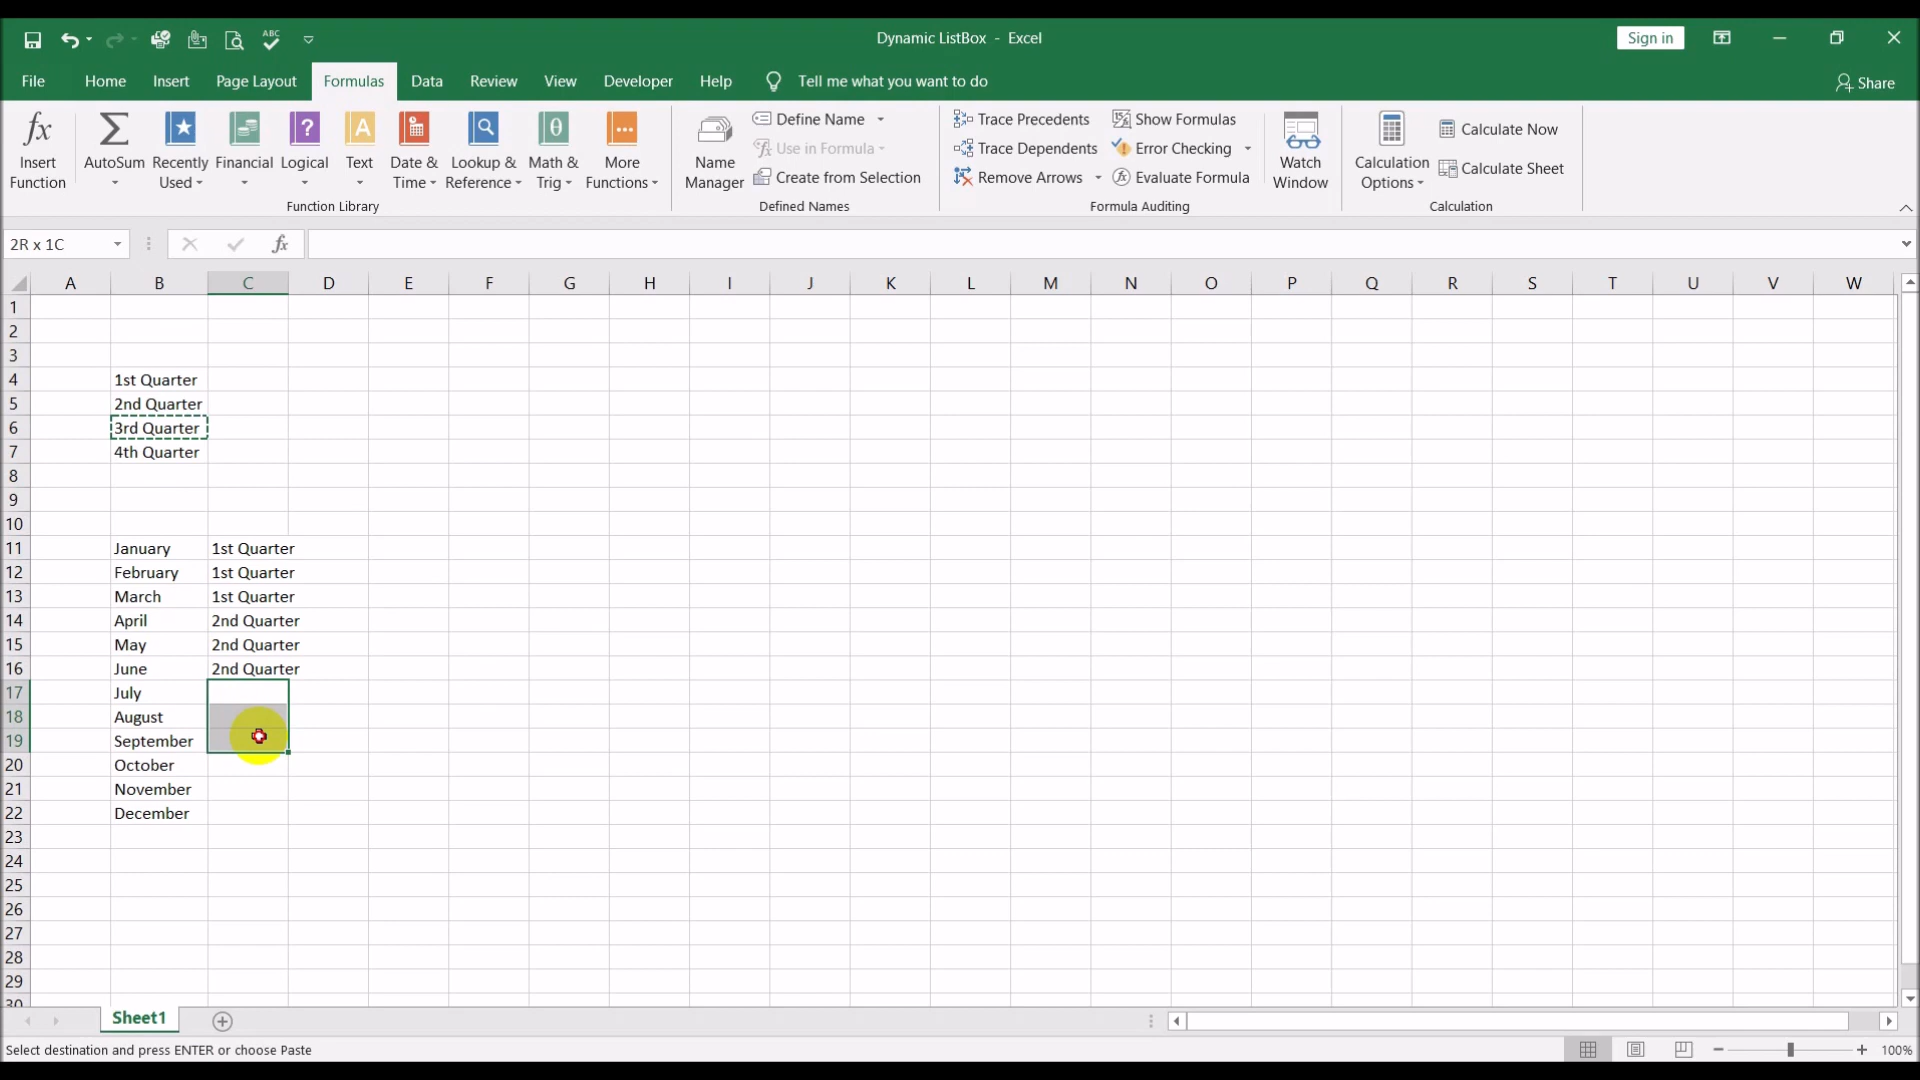 ABC
Dynamic ListBox - Excel
Sign in
File
Home
Insert
Page Layout
Formulas
Data
Review
View
Developer
Help
Tell me what you want to do
Share
fx
Insert
Function
AutoSum
Recently
Used
Financial
Logical
Text
Date &
Time
Lookup &
Reference
Math &
Trig
More
Functions
Function Library
Name
Manager
Define Name
Use in Formula
Create from Selection
Defined Names
Trace Precedents
Trace Dependents
Remove Arrows
Show Formulas
Error Checking
Evaluate Formula
Formula Auditing
Watch
Window
Calculation
Options
Calculate Now
Calculate Sheet
Calculation
2R x 1C
fx
A B C D E F G H I J K L M N O P Q R S T U V W
1
2
3
4 1st Quarter
5 2nd Quarter
6 3rd Quarter
7 4th Quarter
8
9
10
11 January 1st Quarter
12 February 1st Quarter
13 March 1st Quarter
14 April 2nd Quarter
15 May 2nd Quarter
16 June 2nd Quarter
17 July
18 August
19 September
20 October
21 November
22 December
23
24
25
26
27
28
29
30
Sheet1
Select destination and press ENTER or choose Paste
100%